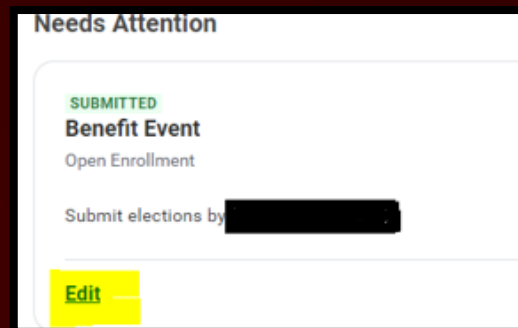 Needs Attention
SUBMITTED
Benefit Event
Open Enrollment
Submit elections by
Edit